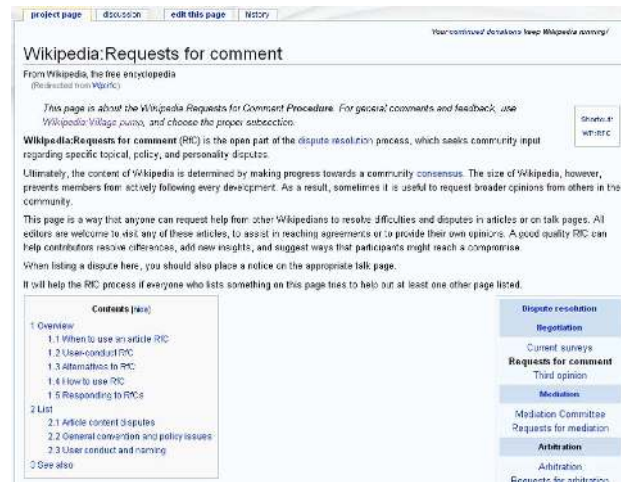 project page discussion edit this page history
Your continued donations keep Wikipedia running!
Wikipedia:Requests for comment
From Wikipedia, the free encyclopedia
(Redirected from Wp:rfc)
This page is about the Wikipedia Requests for Comment Procedure. For general comments and feedback, use
Wikipedia:Village pump, and choose the proper subsection.
Shortcut:
WP:RFC
Wikipedia:Requests for comment (RfC) is the open part of the dispute resolution process, which seeks community input
regarding specific topical, policy, and personality disputes.
Ultimately, the content of Wikipedia is determined by making progress towards a community consensus. The size of Wikipedia, however,
prevents members from actively following every development. As a result, sometimes it is useful to request broader opinions from others in the
community.
This page is a way that anyone can request help from other Wikipedians to resolve difficulties and disputes in articles or on talk pages. All
editors are welcome to visit any of these articles, to assist in reaching agreements or to provide their own opinions. A good quality RfC can
help contributors resolve differences, add new insights, and suggest ways that participants might reach a compromise.
When listing a dispute here, you should also place a notice on the appropriate talk page.
It will help the RfC process if everyone who lists something on this page tries to help out at least one other page listed.
Contents [hide]
1 Overview
1.1 When to use an article RfC
1.2 User-conduct RfC
1.3 Alternatives to RfC
1.4 How to use RfC
1.5 Responding to RfCs
2 List
2.1 Article content disputes
2.2 General convention and policy issues
2.3 User conduct and naming
3 See also
Dispute resolution
Negotiation
Current surveys
Requests for comment
Third opinion
Mediation
Mediation Committee
Requests for mediation
Arbitration
Arbitration
Requests for arbitration